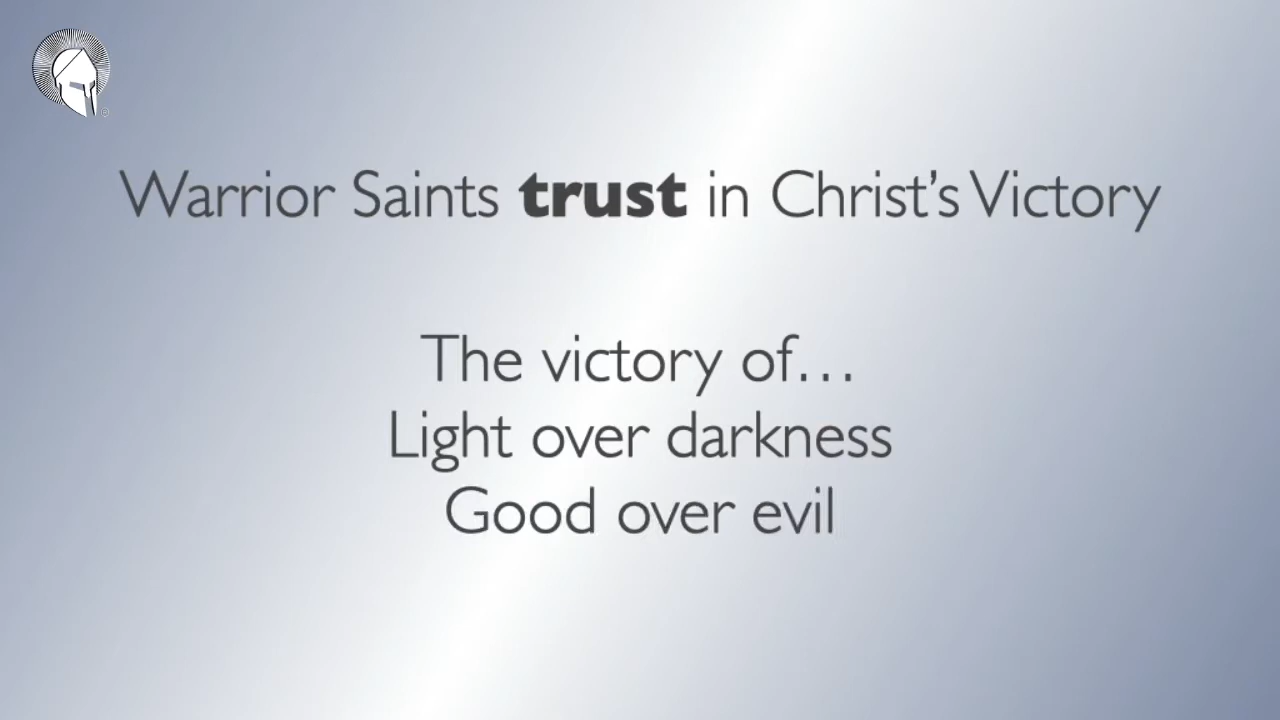 Warrior Saints trust in Christ’s Victory
The victory of…
Light over darkness
Good over evil